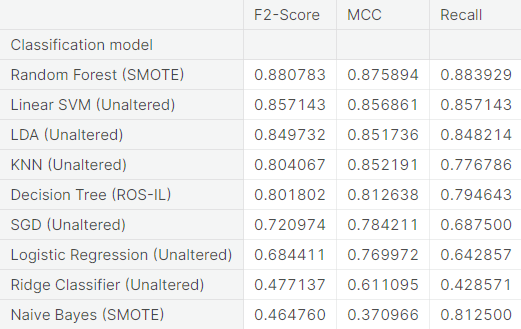 F2-Score MCC Recall
Classification model
Random Forest (SMOTE) 0.880783 0.875894 0.883929
Linear SVM (Unaltered) 0.857143 0.856861 0.857143
LDA (Unaltered) 0.849732 0.851736 0.848214
KNN (Unaltered) 0.804067 0.852191 0.776786
Decision Tree (ROS-IL) 0.801802 0.812638 0.794643
SGD (Unaltered) 0.720974 0.784211 0.687500
Logistic Regression (Unaltered) 0.684411 0.769972 0.642857
Ridge Classifier (Unaltered) 0.477137 0.611095 0.428571
Naive Bayes (SMOTE) 0.464760 0.370966 0.812500